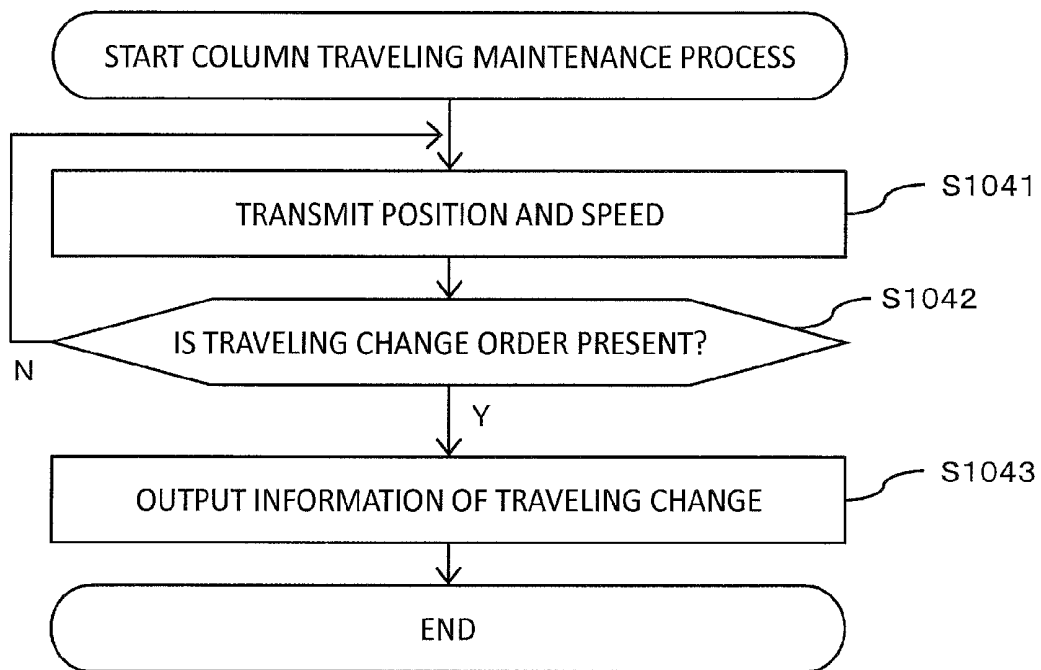 START COLUMN TRAVELING MAINTENANCE PROCESS
TRANSMIT POSITION AND SPEED
S1041
IS TRAVELING CHANGE ORDER PRESENT?
S1042
N
Y
OUTPUT INFORMATION OF TRAVELING CHANGE
S1043
END